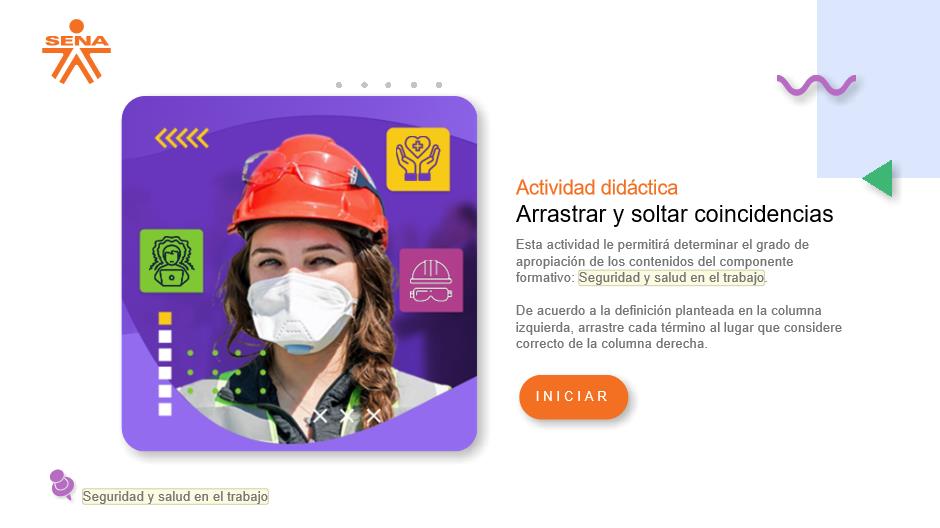 SENA
Actividad didáctica
Arrastrar y soltar coincidencias
Esta actividad le permitirá determinar el grado de
apropiación de los contenidos del componente
formativo: Seguridad y salud en el trabajo.
De acuerdo a la definición planteada en la columna
izquierda, arrastre cada término al lugar que considere
correcto de la columna derecha.
INICIAR
Seguridad y salud en el trabajo